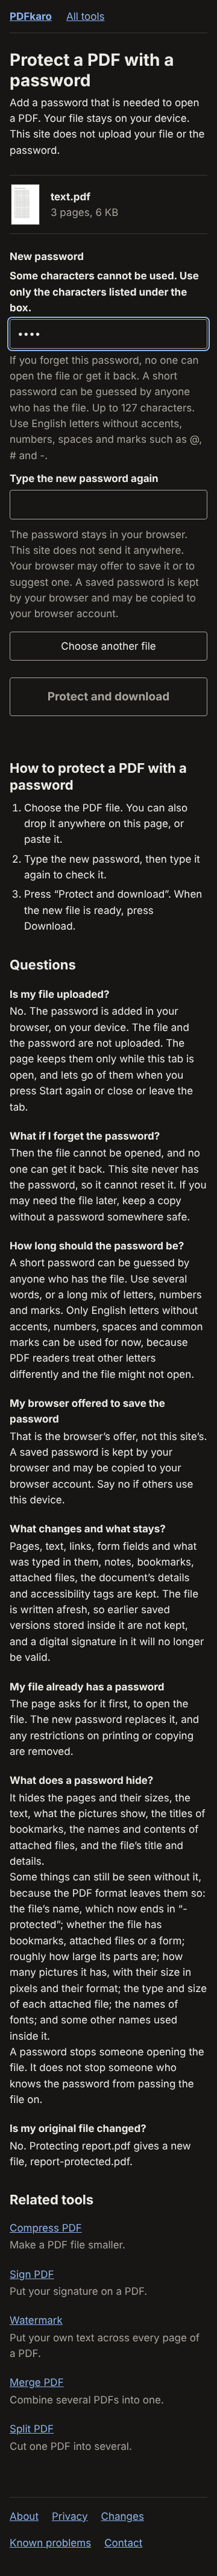 PDFkaro All tools
Protect a PDF with a
password
Add a password that is needed to open
a PDF. Your file stays on your device.
This site does not upload your file or the
password.
text.pdf
3 pages, 6 KB
New password
Some characters cannot be used. Use
only the characters listed under the
box.
••••
If you forget this password, no one can
open the file or get it back. A short
password can be guessed by anyone
who has the file. Up to 127 characters.
Use English letters without accents,
numbers, spaces and marks such as @,
# and -.
Type the new password again
The password stays in your browser.
This site does not send it anywhere.
Your browser may offer to save it or to
suggest one. A saved password is kept
by your browser and may be copied to
your browser account.
Choose another file
Protect and download
How to protect a PDF with a
password
1. Choose the PDF file. You can also
drop it anywhere on this page, or
paste it.
2. Type the new password, then type it
again to check it.
3. Press “Protect and download”. When
the new file is ready, press
Download.
Questions
Is my file uploaded?
No. The password is added in your
browser, on your device. The file and
the password are not uploaded. The
page keeps them only while this tab is
open, and lets go of them when you
press Start again or close or leave the
tab.
What if I forget the password?
Then the file cannot be opened, and no
one can get it back. This site never has
the password, so it cannot reset it. If you
may need the file later, keep a copy
without a password somewhere safe.
How long should the password be?
A short password can be guessed by
anyone who has the file. Use several
words, or a long mix of letters, numbers
and marks. Only English letters without
accents, numbers, spaces and common
marks can be used for now, because
PDF readers treat other letters
differently and the file might not open.
My browser offered to save the
password
That is the browser’s offer, not this site’s.
A saved password is kept by your
browser and may be copied to your
browser account. Say no if others use
this device.
What changes and what stays?
Pages, text, links, form fields and what
was typed in them, notes, bookmarks,
attached files, the document’s details
and accessibility tags are kept. The file
is written afresh, so earlier saved
versions stored inside it are not kept,
and a digital signature in it will no longer
be valid.
My file already has a password
The page asks for it first, to open the
file. The new password replaces it, and
any restrictions on printing or copying
are removed.
What does a password hide?
It hides the pages and their sizes, the
text, what the pictures show, the titles of
bookmarks, the names and contents of
attached files, and the file’s title and
details.
Some things can still be seen without it,
because the PDF format leaves them so:
the file’s name, which now ends in “-
protected”; whether the file has
bookmarks, attached files or a form;
roughly how large its parts are; how
many pictures it has, with their size in
pixels and their format; the type and size
of each attached file; the names of
fonts; and some other names used
inside it.
A password stops someone opening the
file. It does not stop someone who
knows the password from passing the
file on.
Is my original file changed?
No. Protecting report.pdf gives a new
file, report-protected.pdf.
Related tools
Compress PDF
Make a PDF file smaller.
Sign PDF
Put your signature on a PDF.
Watermark
Put your own text across every page of
a PDF.
Merge PDF
Combine several PDFs into one.
Split PDF
Cut one PDF into several.
About Privacy Changes
Known problems Contact